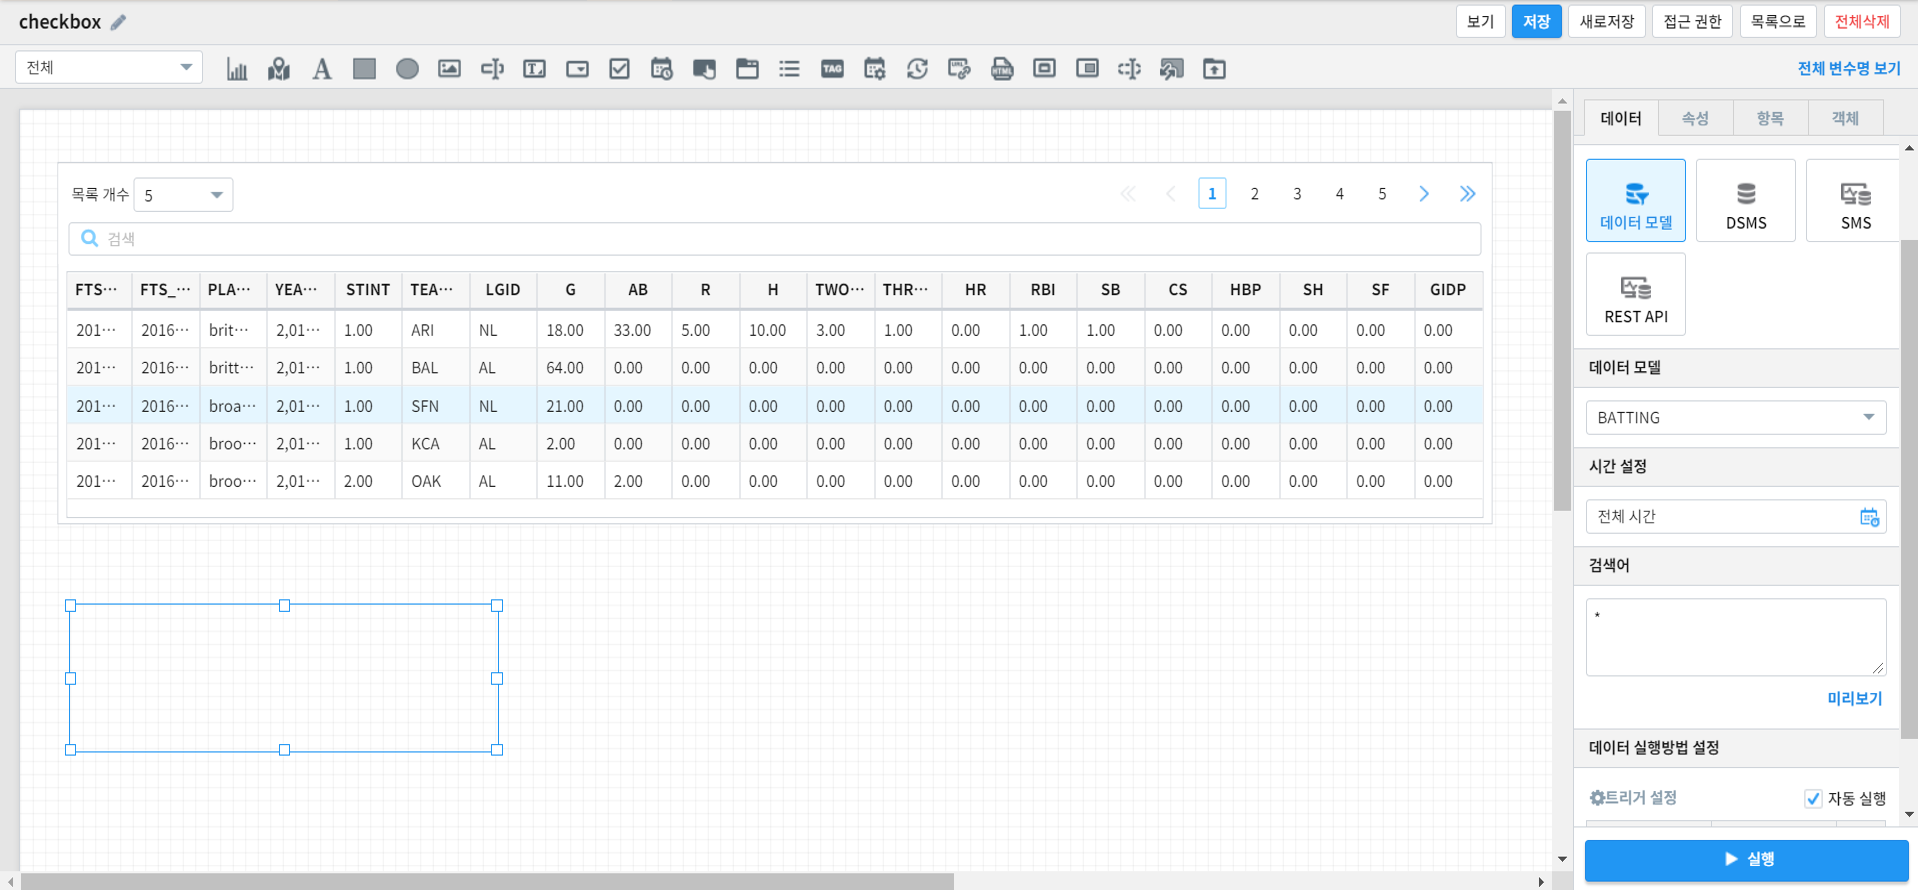 checkbox
보기
저장
새로저장
접근 권한
목록으로
전체삭제
전체
A
T
TAG
URL
HTML
전체 변수명 보기
데이터
속성
항목
객체
목록 개수
5
1 2 3 4 5
검색
FTS··· FTS_··· PLA··· YEA··· STINT TEA··· LGID G AB R H TWO··· THR··· HR RBI SB CS HBP SH SF GIDP
201··· 2016··· brit··· 2,01··· 1.00 ARI NL 18.00 33.00 5.00 10.00 3.00 1.00 0.00 1.00 1.00 0.00 0.00 0.00 0.00 0.00
201··· 2016··· britt··· 2,01··· 1.00 BAL AL 64.00 0.00 0.00 0.00 0.00 0.00 0.00 0.00 0.00 0.00 0.00 0.00 0.00 0.00
201··· 2016··· broa··· 2,01··· 1.00 SFN NL 21.00 0.00 0.00 0.00 0.00 0.00 0.00 0.00 0.00 0.00 0.00 0.00 0.00 0.00
201··· 2016··· broo··· 2,01··· 1.00 KCA AL 2.00 0.00 0.00 0.00 0.00 0.00 0.00 0.00 0.00 0.00 0.00 0.00 0.00 0.00
201··· 2016··· broo··· 2,01··· 2.00 OAK AL 11.00 2.00 0.00 0.00 0.00 0.00 0.00 0.00 0.00 0.00 0.00 0.00 0.00 0.00
데이터 모델
DSMS
SMS
REST API
데이터 모델
BATTING
시간 설정
전체 시간
검색어
*
미리보기
데이터 실행방법 설정
트리거 설정
자동 실행
실행